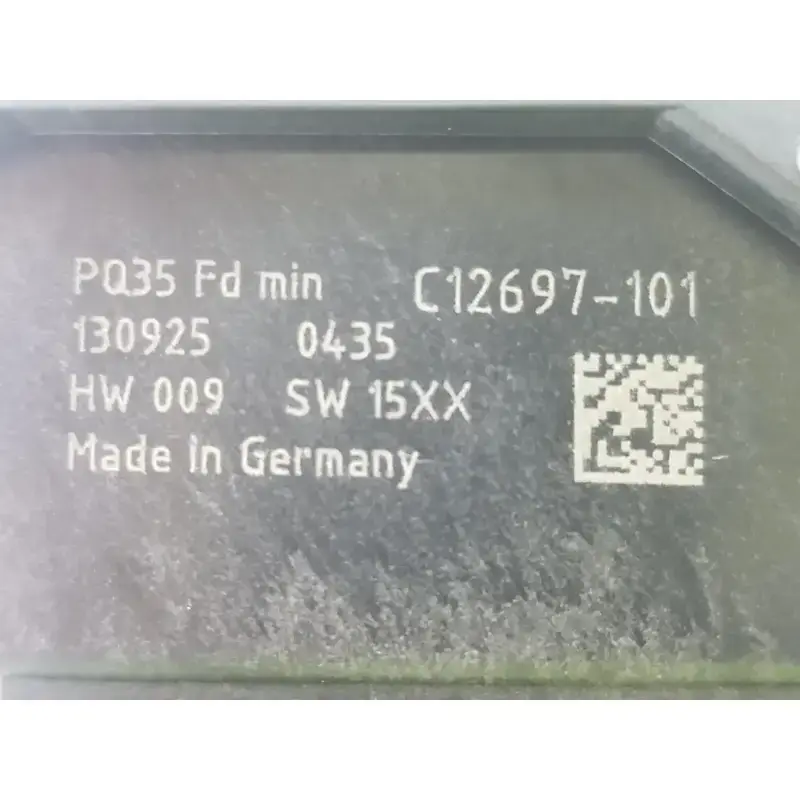 PQ35 Fd min C12697-101
130925 0435
HW 009 SW 15XX
Made in Germany